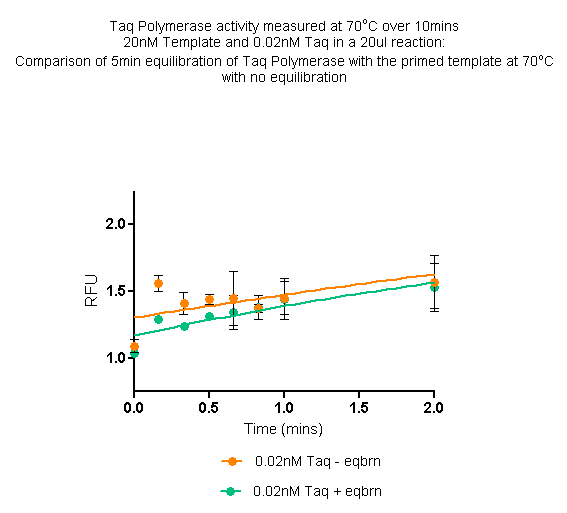 Taq Polymerase activity measured at 70°C over 10mins
20nM Template and 0.02nM Taq in a 20ul reaction:
Comparison of 5min equilibration of Taq Polymerase with the primed template at 70°C
with no equilibration
2.0
1.5
1.0
RFU
0.0 0.5 1.0 1.5 2.0
Time (mins)
0.02nM Taq - eqbrn
0.02nM Taq + eqbrn